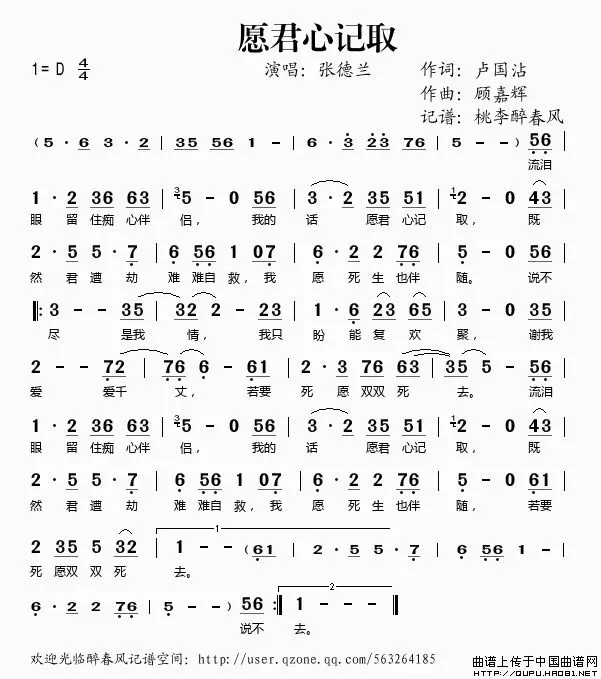 愿君心记取
1=D 4/4 演唱：张德兰 作词：卢国沾
作曲：顾嘉辉
记谱：桃李醉春风
( 5 · 6 3 · 2 | 35 56 1 - | 6 · 3 23 76 | 5 - - ) 56 |
流泪
1 · 2 36 63 | 5 - 0 56 | 3 · 2 35 51 | 2 - 0 43 |
眼 留 住痴 心伴 侣， 我的 话 愿君 心记 取， 既
2 · 5 5 · 7 | 6 56 1 07 | 6 · 2 2 76 | 5 - 0 56 |
然 君 遭 劫 难 难自 救，我 愿 死 生 也伴 随。 说不
‖: 3 - - 35 | 32 2 - 23 | 1 · 6 23 65 | 3 - 0 35 |
尽 是我 情， 我只 盼 能 复 欢 聚， 谢我
2 - - 72 | 76 6 - 61 | 2 · 3 76 63 | 35 5 - 56 |
爱 爱千 丈， 若要 死 愿 双双 死 去。 流泪
1 · 2 36 63 | 5 - 0 56 | 3 · 2 35 51 | 2 - 0 43 |
眼 留 住痴 心伴 侣， 我的 话 愿君 心记 取， 既
2 · 5 5 · 7 | 6 56 1 07 | 6 · 2 2 76 | 5 - 0 61 |
然 君 遭 劫 难 难自 救，我 愿 死 生 也伴 随， 若要
1
2 35 5 32 | 1 - - (61 | 2 · 5 5 · 7 | 6 56 1 - |
死 愿双 双 死 去。
2
6 · 2 2 76 | 5 - - ) 56 :‖ 1 - - - ‖
说不 去。
欢迎光临醉春风记谱空间：http://user.qzone.qq.com/563264185
曲谱上传于中国曲谱网
http://QUPU.HAO81.NET